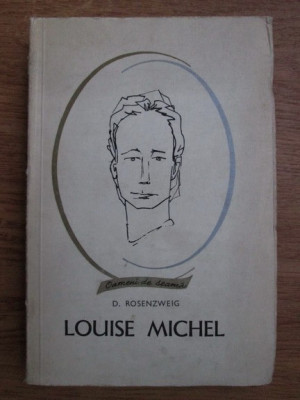 Oameni de seamă
D. ROSENZWEIG
LOUISE MICHEL